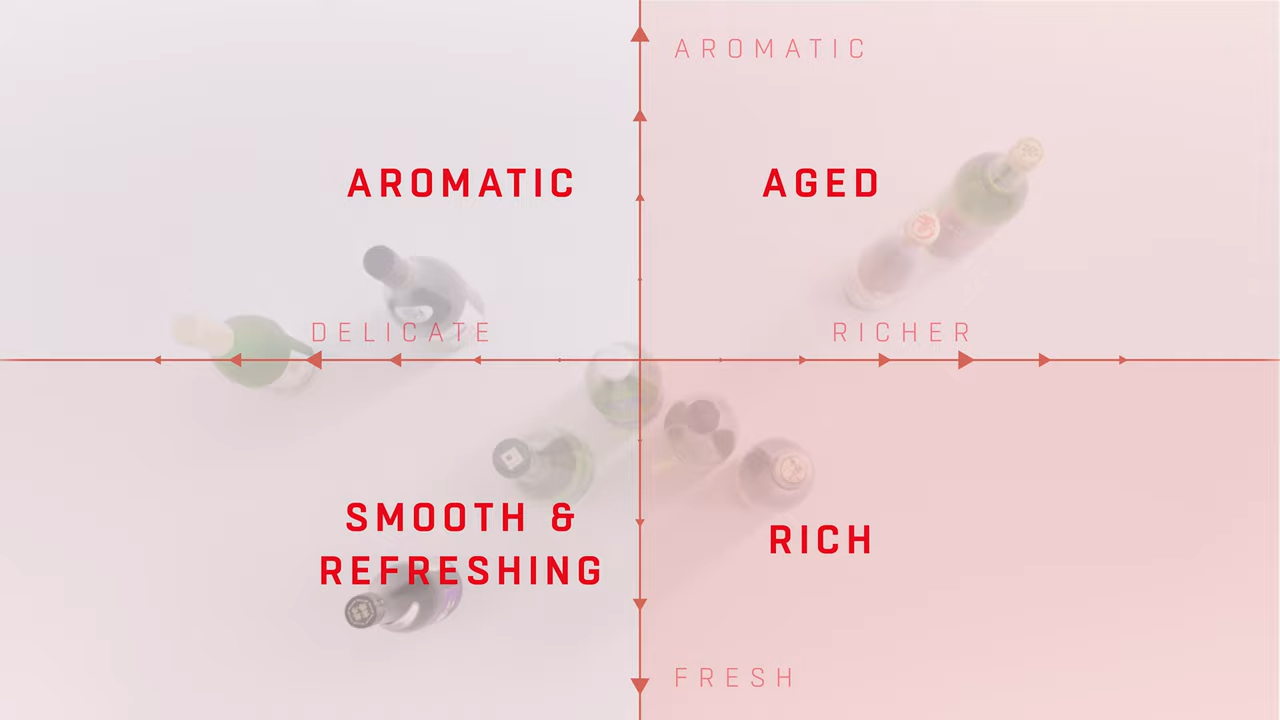 AROMATIC
AROMATIC
AGED
DELICATE
RICHER
SMOOTH &
REFRESHING
RICH
FRESH